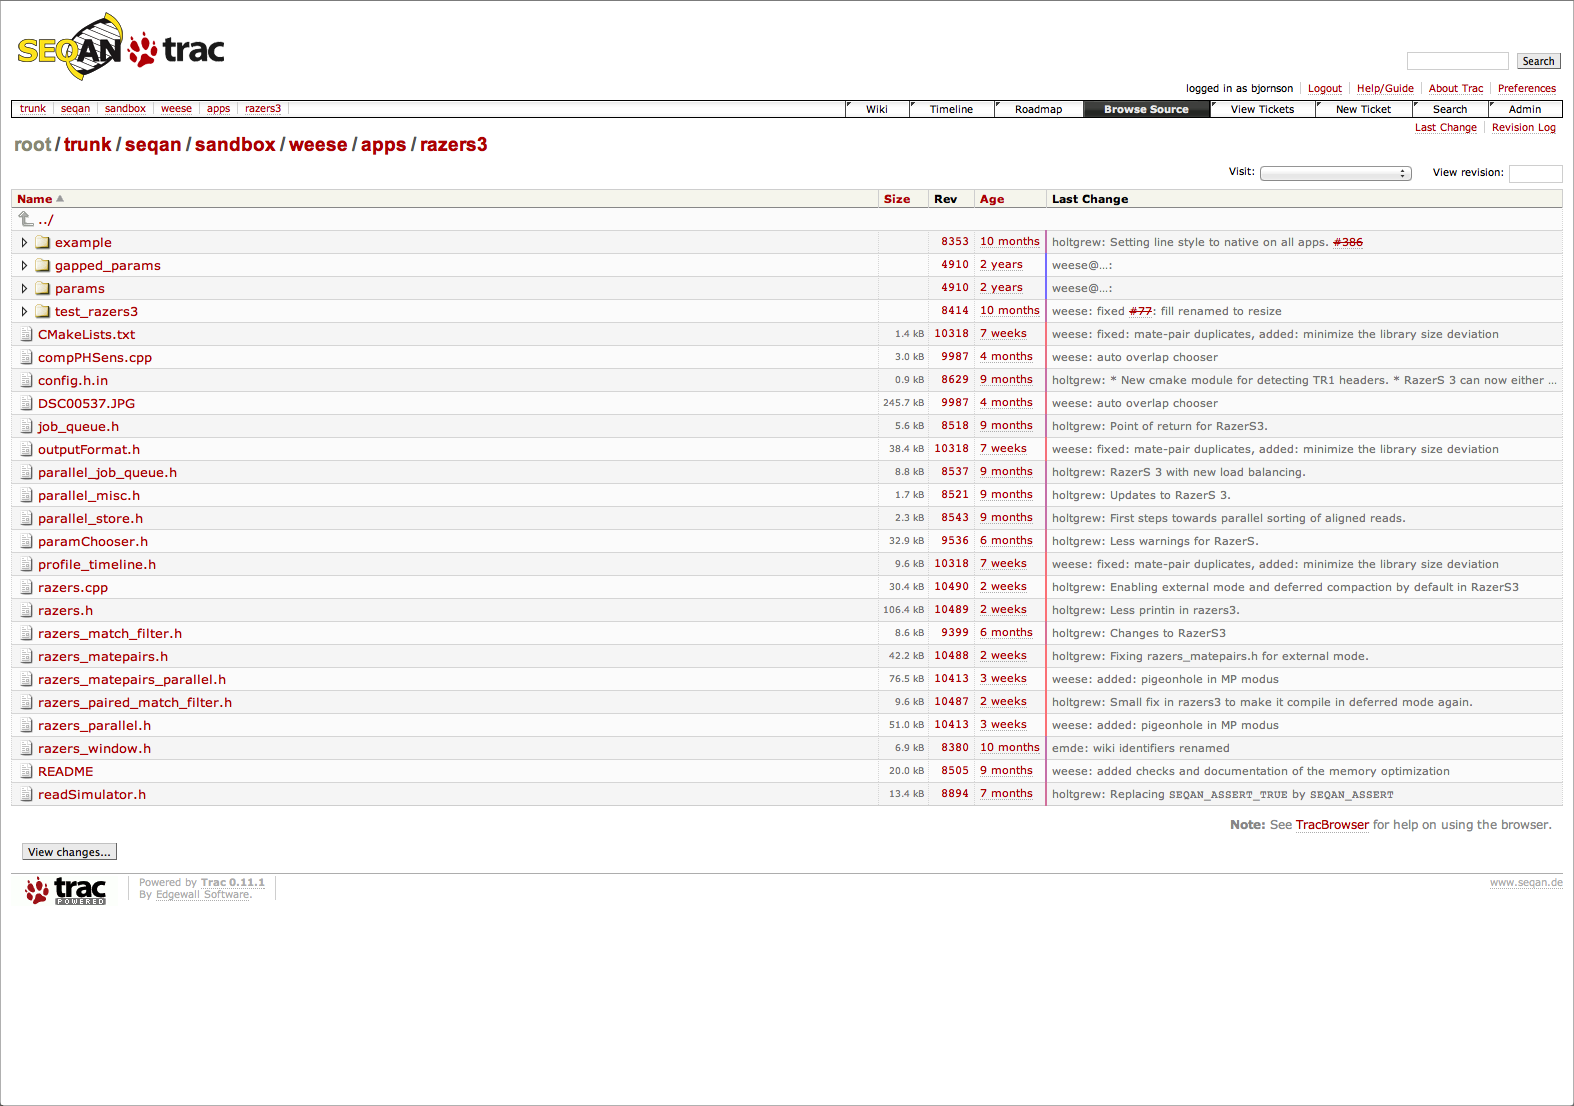 SEQAN trac
Search
logged in as bjornson Logout Help/Guide About Trac Preferences
trunk seqan sandbox weese apps razers3 Wiki Timeline Roadmap Browse Source View Tickets New Ticket Search Admin
Last Change Revision Log
root / trunk / seqan / sandbox / weese / apps / razers3
Visit: View revision:
Name Size Rev Age Last Change
../
example 8353 10 months holtgrew: Setting line style to native on all apps. #386
gapped_params 4910 2 years weese@...:
params 4910 2 years weese@...:
test_razers3 8414 10 months weese: fixed #77: fill renamed to resize
CMakeLists.txt 1.4 kB 10318 7 weeks weese: fixed: mate-pair duplicates, added: minimize the library size deviation
compPHSens.cpp 3.0 kB 9987 4 months weese: auto overlap chooser
config.h.in 0.9 kB 8629 9 months holtgrew: * New cmake module for detecting TR1 headers. * RazerS 3 can now either ...
DSC00537.JPG 245.7 kB 9987 4 months weese: auto overlap chooser
job_queue.h 5.6 kB 8518 9 months holtgrew: Point of return for RazerS3.
outputFormat.h 38.4 kB 10318 7 weeks weese: fixed: mate-pair duplicates, added: minimize the library size deviation
parallel_job_queue.h 8.8 kB 8537 9 months holtgrew: RazerS 3 with new load balancing.
parallel_misc.h 1.7 kB 8521 9 months holtgrew: Updates to RazerS 3.
parallel_store.h 2.3 kB 8543 9 months holtgrew: First steps towards parallel sorting of aligned reads.
paramChooser.h 32.9 kB 9536 6 months holtgrew: Less warnings for RazerS.
profile_timeline.h 9.6 kB 10318 7 weeks weese: fixed: mate-pair duplicates, added: minimize the library size deviation
razers.cpp 30.4 kB 10490 2 weeks holtgrew: Enabling external mode and deferred compaction by default in RazerS3
razers.h 106.4 kB 10489 2 weeks holtgrew: Less printin in razers3.
razers_match_filter.h 8.6 kB 9399 6 months holtgrew: Changes to RazerS3
razers_matepairs.h 42.2 kB 10488 2 weeks holtgrew: Fixing razers_matepairs.h for external mode.
razers_matepairs_parallel.h 76.5 kB 10413 3 weeks weese: added: pigeonhole in MP modus
razers_paired_match_filter.h 9.6 kB 10487 2 weeks holtgrew: Small fix in razers3 to make it compile in deferred mode again.
razers_parallel.h 51.0 kB 10413 3 weeks weese: added: pigeonhole in MP modus
razers_window.h 6.9 kB 8380 10 months emde: wiki identifiers renamed
README 20.0 kB 8505 9 months weese: added checks and documentation of the memory optimization
readSimulator.h 13.4 kB 8894 7 months holtgrew: Replacing SEQAN_ASSERT_TRUE by SEQAN_ASSERT
Note: See TracBrowser for help on using the browser.
View changes...
trac POWERED
Powered by Trac 0.11.1
By Edgewall Software.
www.seqan.de